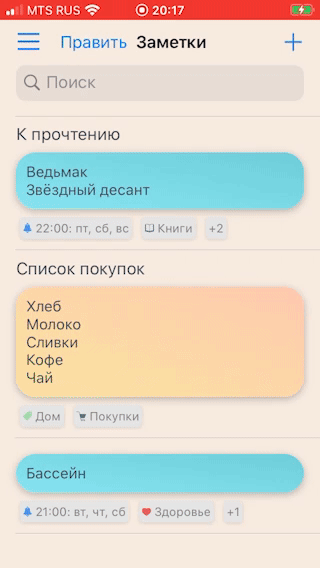 MTS RUS 20:17
Править Заметки
Поиск
К прочтению
Ведьмак
Звёздный десант
22:00: пт, сб, вс Книги +2
Список покупок
Хлеб
Молоко
Сливки
Кофе
Чай
Дом Покупки
Бассейн
21:00: вт, чт, сб Здоровье +1